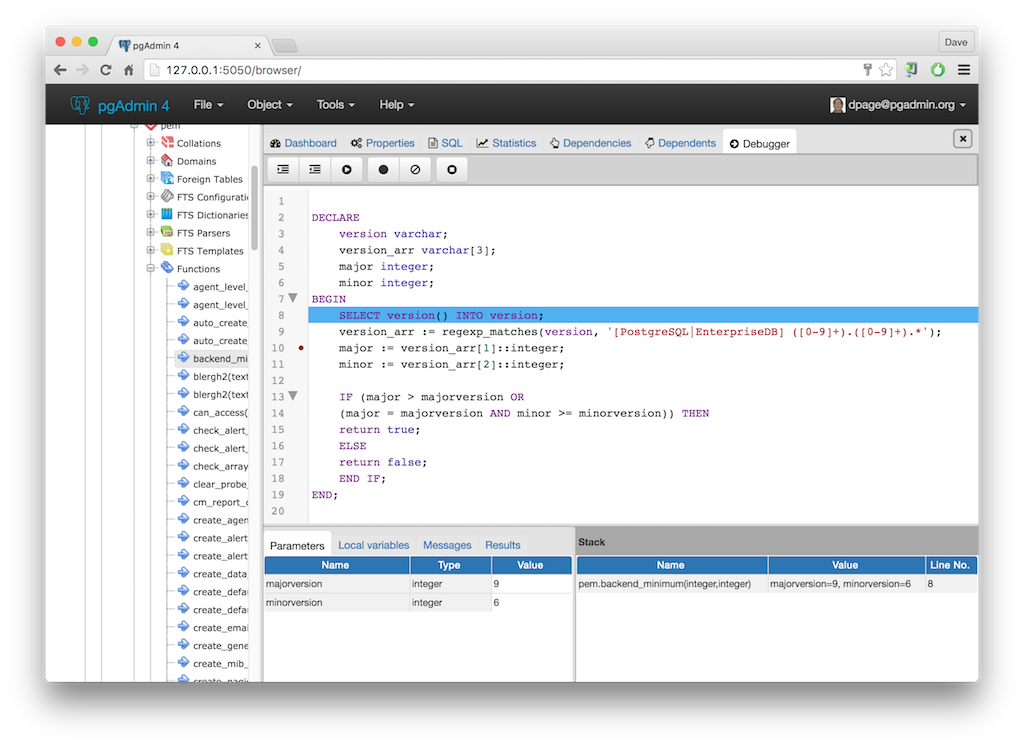 pgAdmin 4
Dave
127.0.0.1:5050/browser/
pgAdmin 4 File Object Tools Help dpage@pgadmin.org
pem
Collations
Domains
Foreign Tables
FTS Configurati
FTS Dictionaries
FTS Parsers
FTS Templates
Functions
agent_level_
agent_level_
auto_create_
auto_create_
backend_mi
blergh2(text
blergh2(text
can_access(
check_alert_
check_alert_
check_array
clear_probe_
cm_report_c
create_agen
create_alert
create_alert
create_data_
create_defau
create_defau
create_emai
create_gene
create_mib_
Dashboard Properties SQL Statistics Dependencies Dependents Debugger
1
2 DECLARE
3 version varchar;
4 version_arr varchar[3];
5 major integer;
6 minor integer;
7 BEGIN
8 SELECT version() INTO version;
9 version_arr := regexp_matches(version, '[PostgreSQL|EnterpriseDB] ([0-9]+).([0-9]+).*');
10 major := version_arr[1]::integer;
11 minor := version_arr[2]::integer;
12
13 IF (major > majorversion OR
14 (major = majorversion AND minor >= minorversion)) THEN
15 return true;
16 ELSE
17 return false;
18 END IF;
19 END;
20
Parameters Local variables Messages Results
Name Type Value
majorversion integer 9
minorversion integer 6
Stack
Name Value Line No.
pem.backend_minimum(integer,integer) majorversion=9, minorversion=6 8